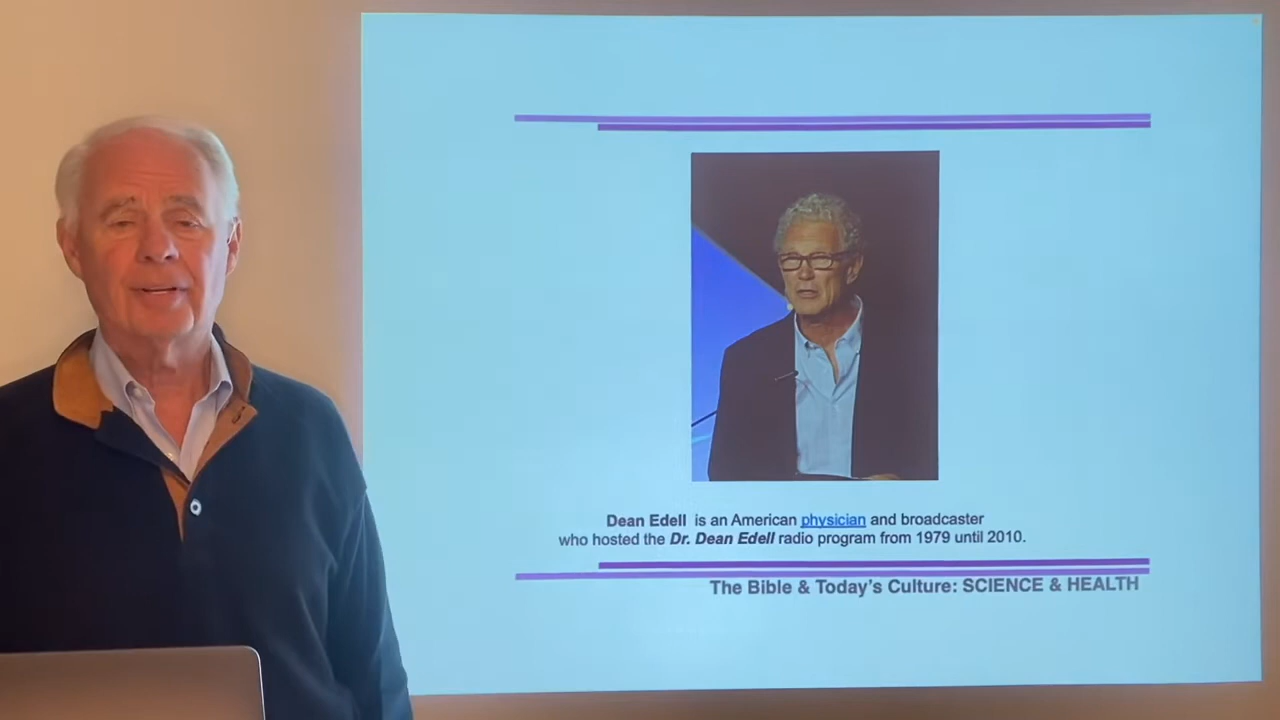 Dean Edell is an American physician and broadcaster
who hosted the Dr. Dean Edell radio program from 1979 until 2010.
The Bible & Today's Culture: SCIENCE & HEALTH